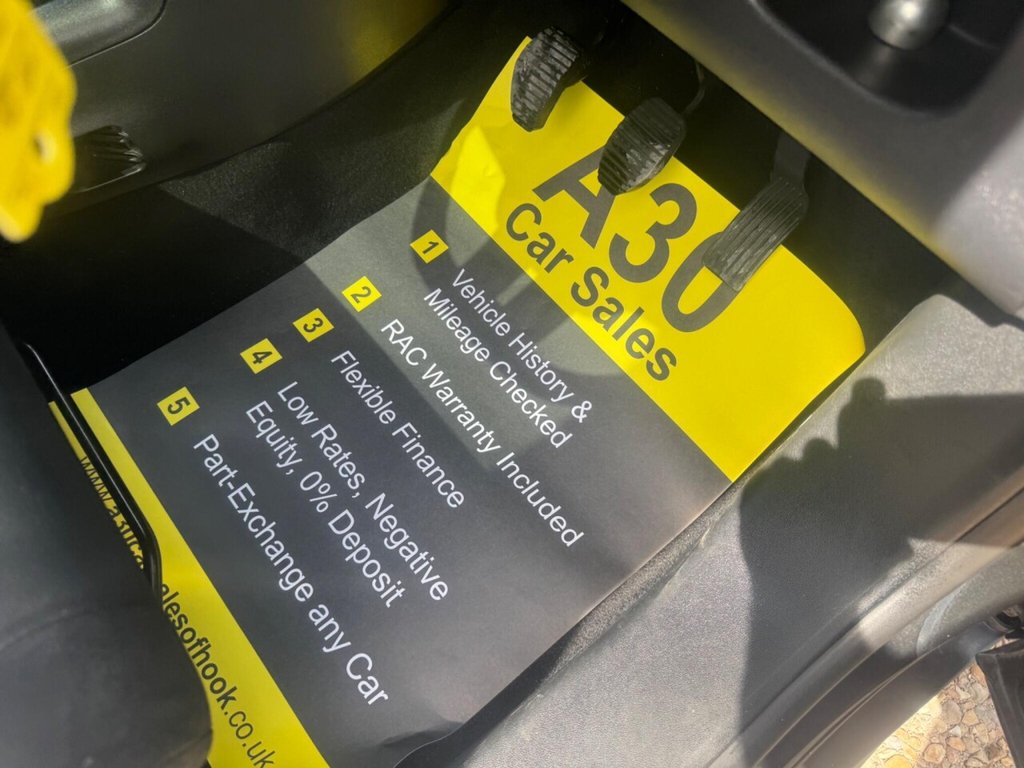 A30
Car Sales
1 Vehicle History &
Mileage Checked
2 RAC Warranty Included
3 Flexible Finance
4 Low Rates, Negative
Equity, 0% Deposit
5 Part-Exchange any Car